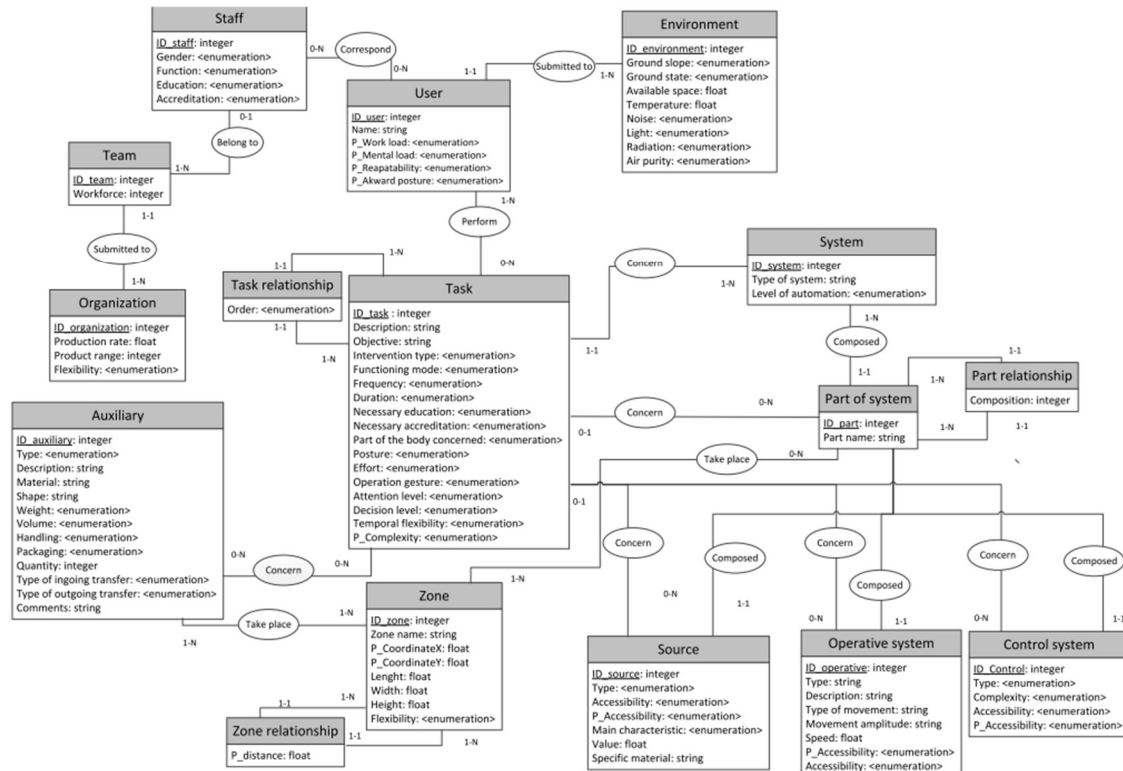 Staff
ID_staff: integer
Gender: <enumeration>
Function: <enumeration>
Education: <enumeration>
Accreditation: <enumeration>
0-N
Correspond
0-N
0-1
Belong to
1-N
Team
ID_team: integer
Workforce: integer
1-1
Submitted to
1-N
Organization
ID_organization: integer
Production rate: float
Product range: integer
Flexibility: <enumeration>
User
ID_user: integer
Name: string
P_Work load: <enumeration>
P_Mental load: <enumeration>
P_Reapatability: <enumeration>
P_Akward posture: <enumeration>
1-1
Submitted to
1-N
Environment
ID_environment: integer
Ground slope: <enumeration>
Ground state: <enumeration>
Available space: float
Temperature: float
Noise: <enumeration>
Light: <enumeration>
Radiation: <enumeration>
Air purity: <enumeration>
1-N
Perform
0-N
Task relationship
Order: <enumeration>
1-1
1-N
1-1
1-N
Task
ID_task : integer
Description: string
Objective: string
Intervention type: <enumeration>
Functioning mode: <enumeration>
Frequency: <enumeration>
Duration: <enumeration>
Necessary education: <enumeration>
Necessary accreditation: <enumeration>
Part of the body concerned: <enumeration>
Posture: <enumeration>
Effort: <enumeration>
Operation gesture: <enumeration>
Attention level: <enumeration>
Decision level: <enumeration>
Temporal flexibility: <enumeration>
P_Complexity: <enumeration>
Concern
1-N
1-1
System
ID_system: integer
Type of system: string
Level of automation: <enumeration>
1-N
Composed
1-1
Part of system
ID_part: integer
Part name: string
1-1
1-N
Part relationship
Composition: integer
1-N
1-1
Concern
0-N
0-1
Take place
0-N
1-N
0-1
Auxiliary
ID_auxiliary: integer
Type: <enumeration>
Description: string
Material: string
Shape: string
Weight: <enumeration>
Volume: <enumeration>
Handling: <enumeration>
Packaging: <enumeration>
Quantity: integer
Type of ingoing transfer: <enumeration>
Type of outgoing transfer: <enumeration>
Comments: string
0-N
Concern
0-N
1-N
Take place
1-N
Zone
ID_zone: integer
Zone name: string
P_CoordinateX: float
P_CoordinateY: float
Lenght: float
Width: float
Height: float
Flexibility: <enumeration>
1-1
1-N
1-1
1-N
Zone relationship
P_distance: float
Concern
0-N
Composed
1-1
Source
ID_source: integer
Type: <enumeration>
Accessibility: <enumeration>
P_Accessibility: <enumeration>
Main characteristic: <enumeration>
Value: float
Specific material: string
Concern
0-N
Composed
1-1
Operative system
ID_operative: integer
Type: string
Description: string
Type of movement: string
Movement amplitude: string
Speed: float
P_Accessibility: <enumeration>
Accessibility: <enumeration>
Concern
0-N
Composed
1-1
Control system
ID_Control: integer
Type: <enumeration>
Complexity: <enumeration>
Accessibility: <enumeration>
P_Accessibility: <enumeration>